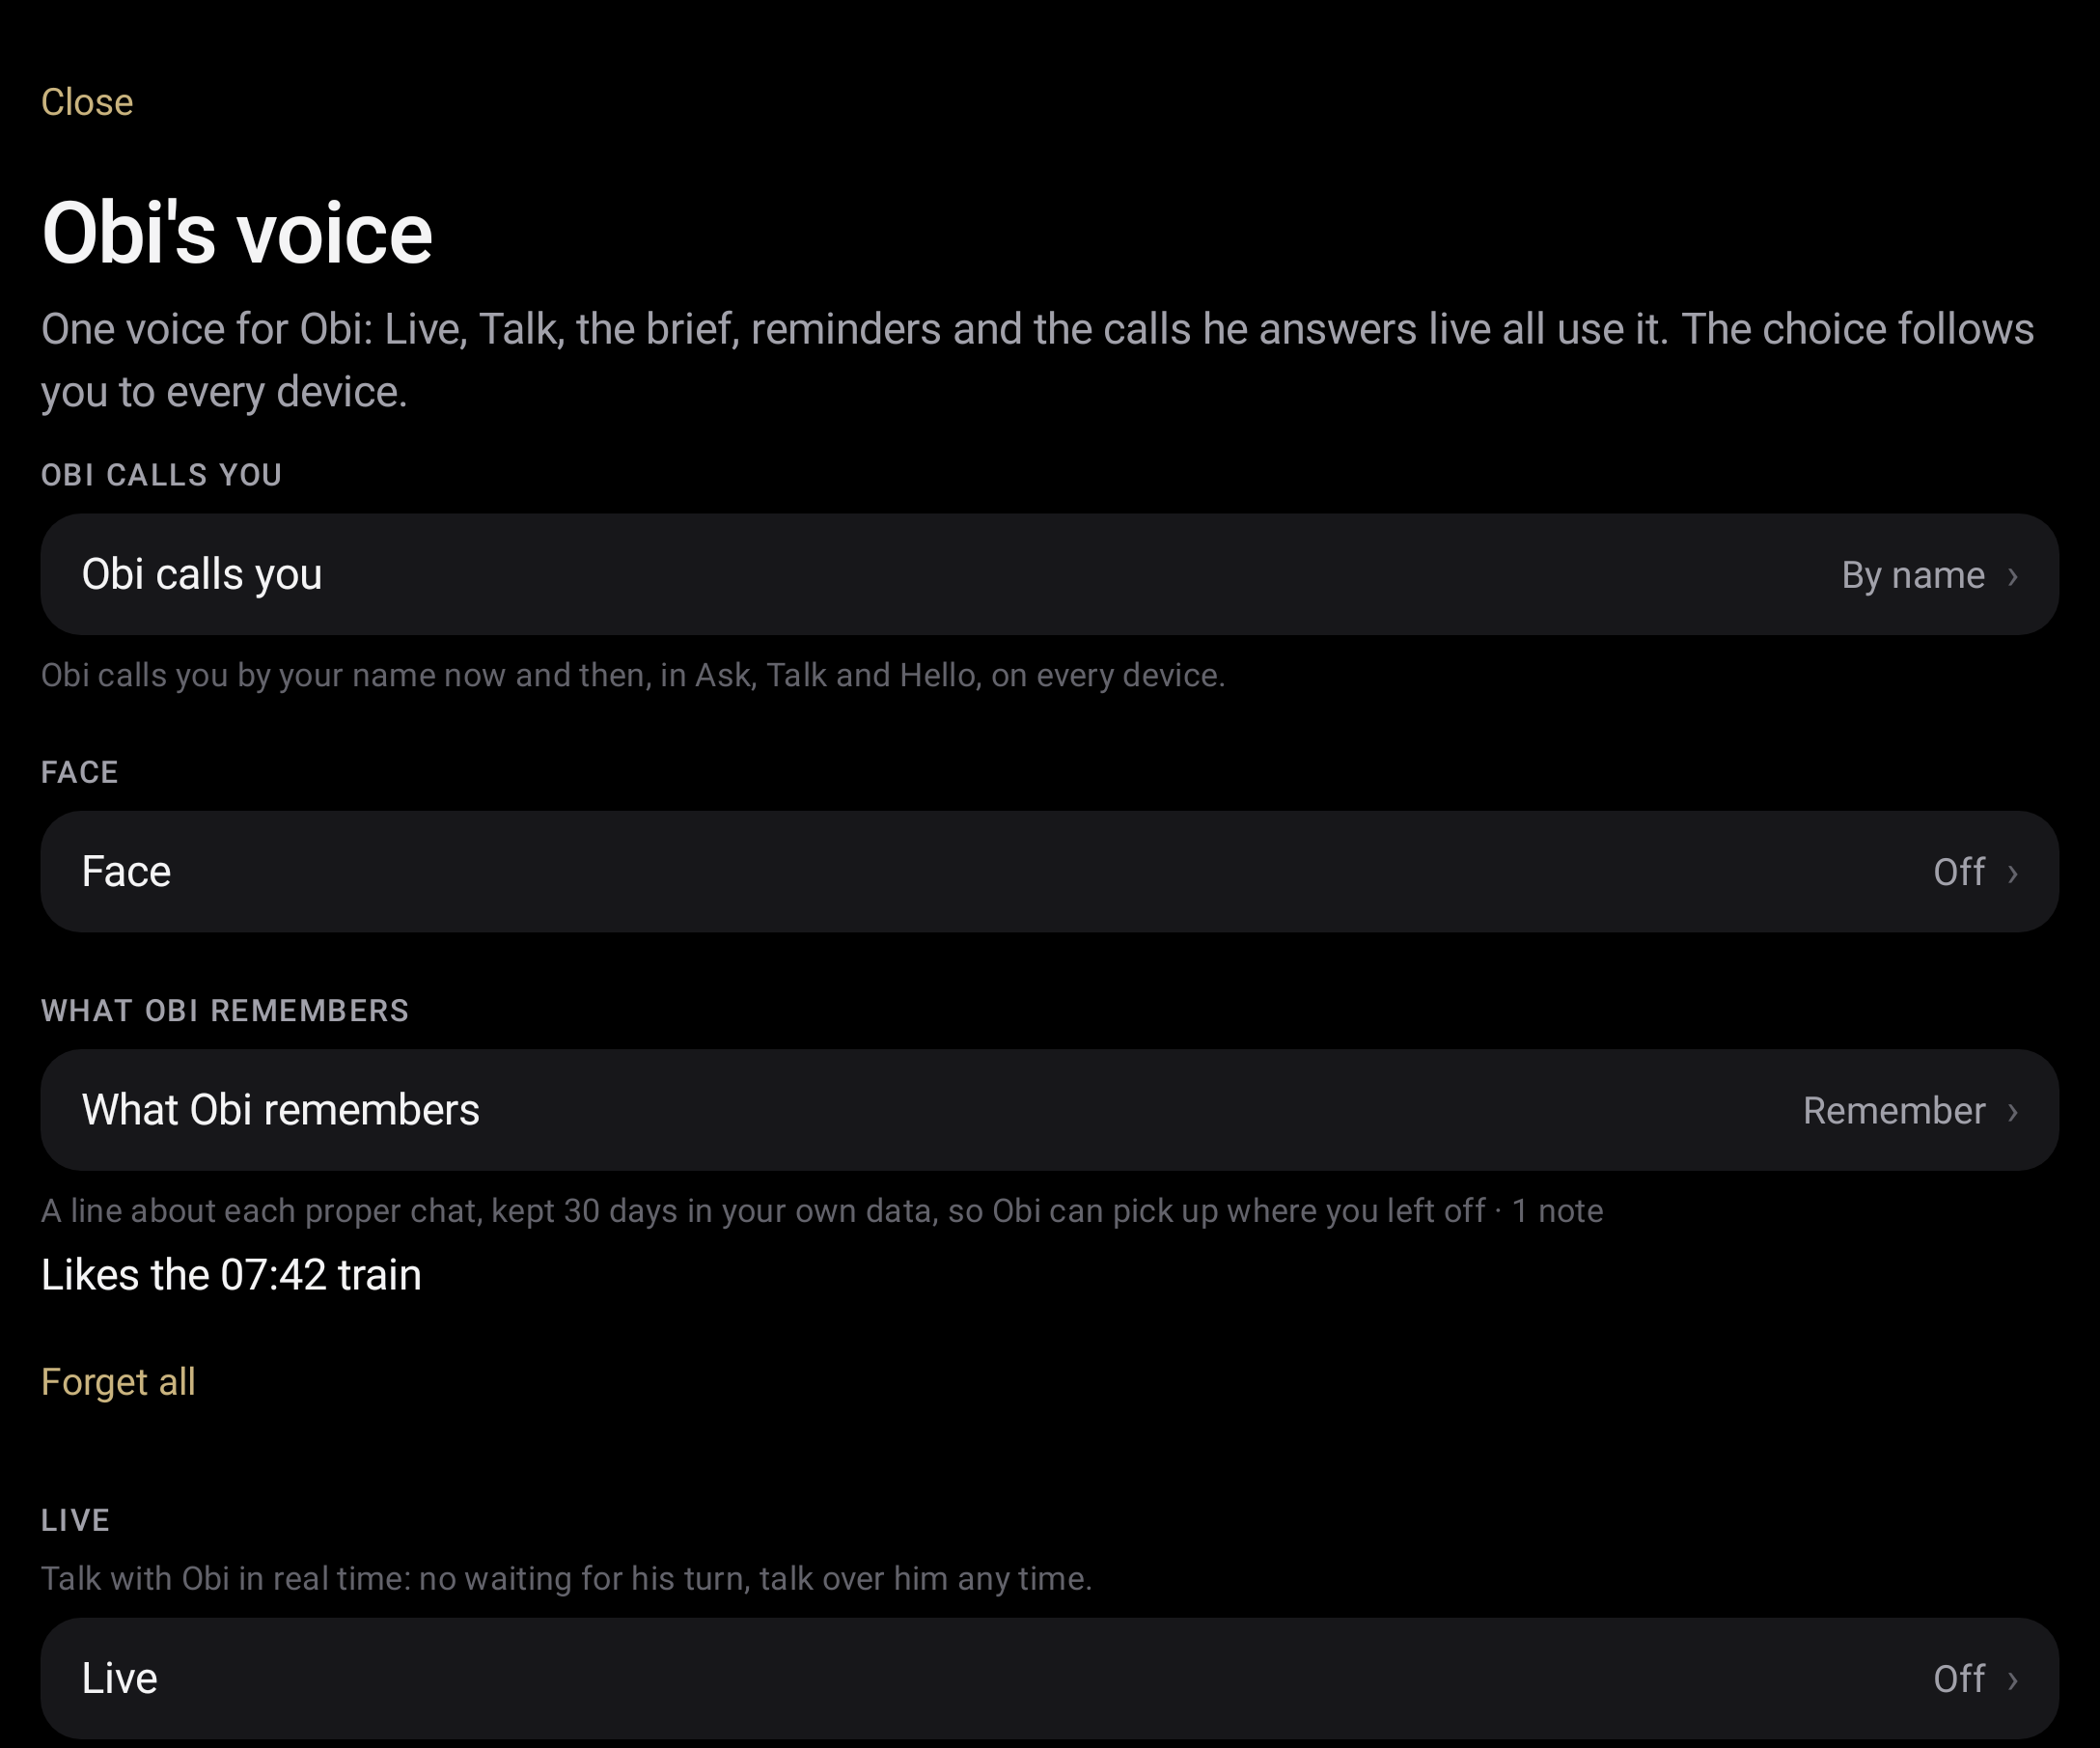 Close
Obi's voice
One voice for Obi: Live, Talk, the brief, reminders and the calls he answers live all use it. The choice follows
you to every device.
OBI CALLS YOU
Obi calls you
By name ›
Obi calls you by your name now and then, in Ask, Talk and Hello, on every device.
FACE
Face
Off ›
WHAT OBI REMEMBERS
What Obi remembers
Remember ›
A line about each proper chat, kept 30 days in your own data, so Obi can pick up where you left off · 1 note
Likes the 07:42 train
Forget all
LIVE
Talk with Obi in real time: no waiting for his turn, talk over him any time.
Live
Off ›